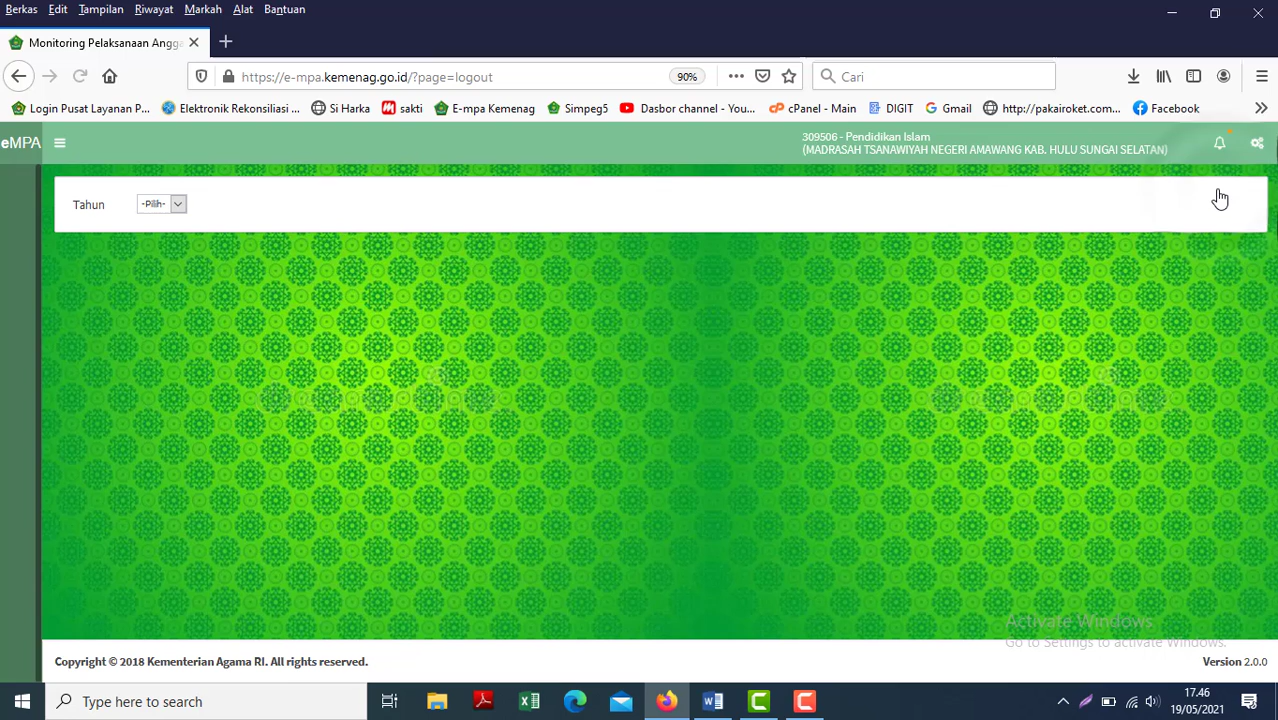 Berkas Edit Tampilan Riwayat Markah Alat Bantuan
Monitoring Pelaksanaan Angga
https://e-mpa.kemenag.go.id/?page=logout
90%
Cari
Login Pusat Layanan P... Elektronik Rekonsiliasi ... Si Harka sakti E-mpa Kemenag Simpeg5 Dasbor channel - You... cPanel - Main DIGIT Gmail http://pakairoket.com... Facebook
eMPA
309506 - Pendidikan Islam
(MADRASAH TSANAWIYAH NEGERI AMAWANG KAB. HULU SUNGAI SELATAN)
Tahun -Pilih-
Activate Windows
Go to Settings to activate Windows.
Copyright © 2018 Kementerian Agama RI. All rights reserved.
Version 2.0.0
Type here to search
17.46
19/05/2021